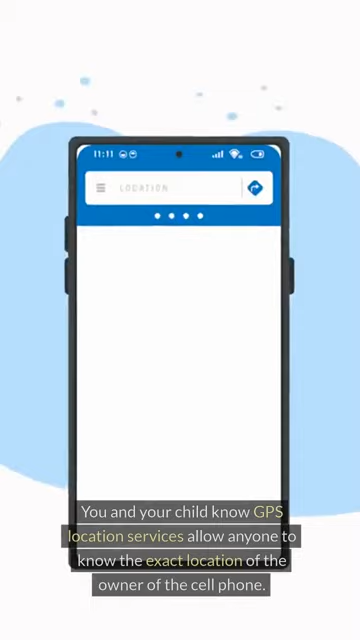 11:11
LOCATION
You and your child know GPS
location services allow anyone to
know the exact location of the
owner of the cell phone.